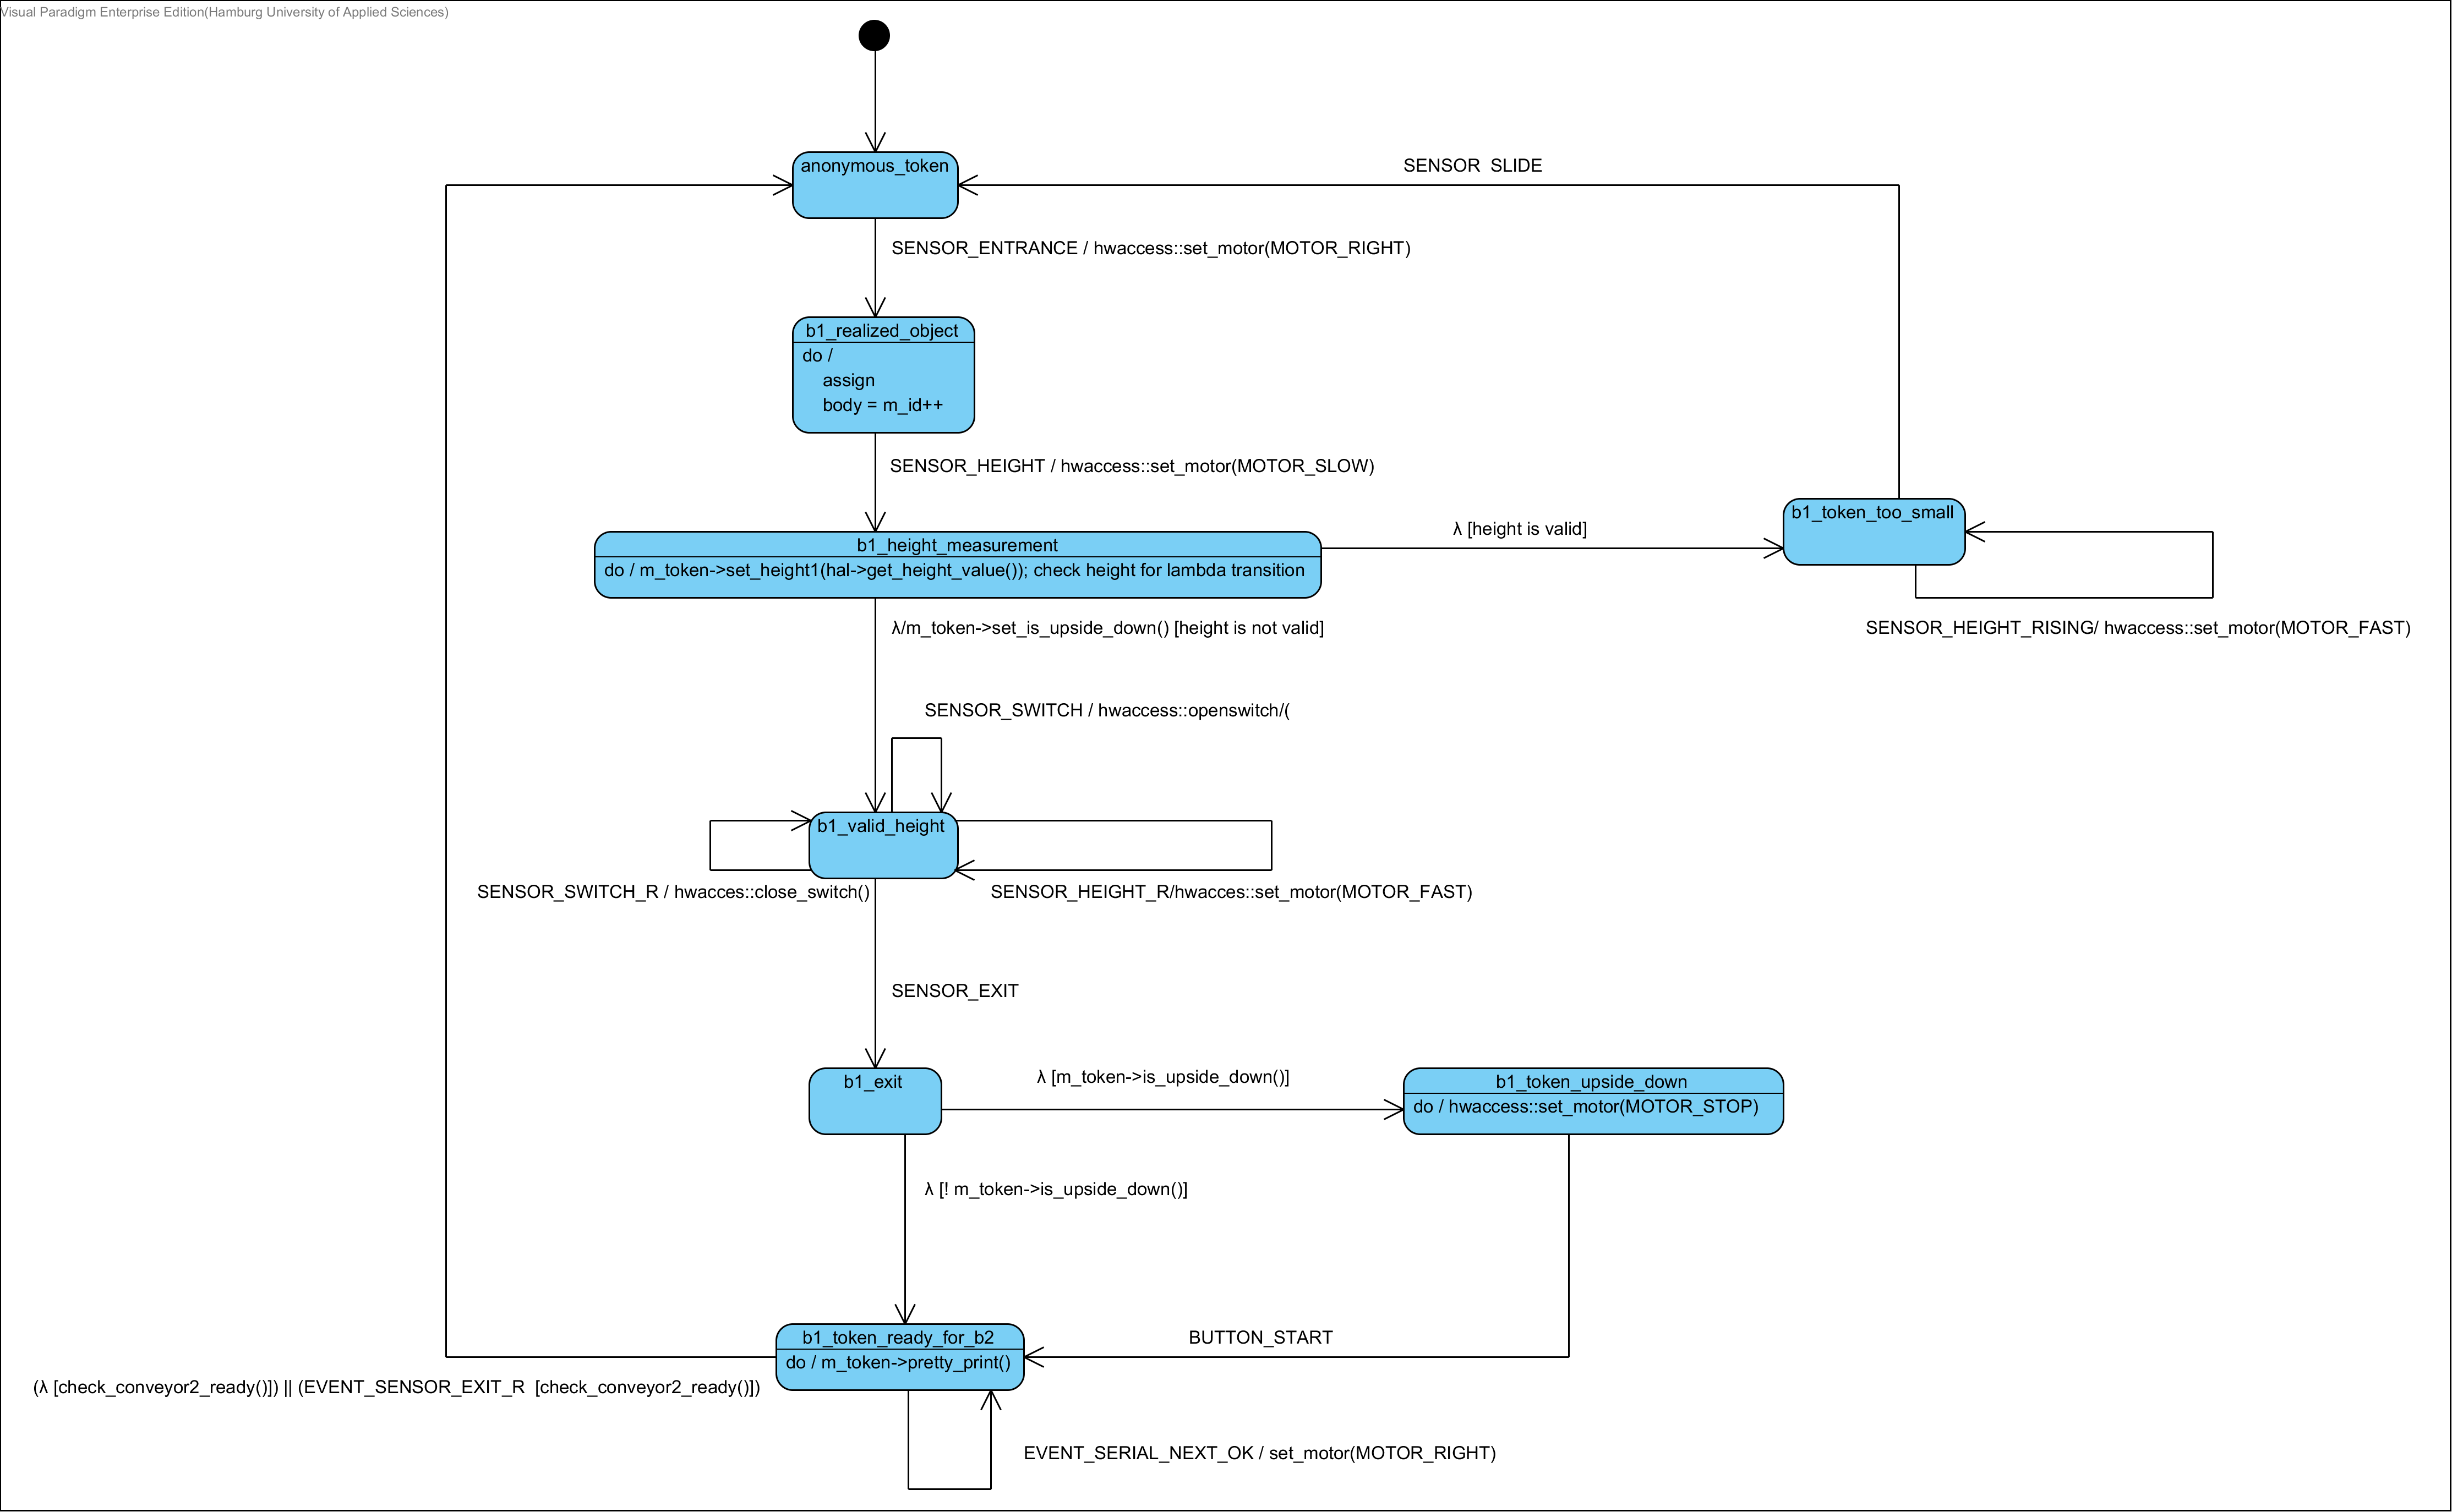 Visual Paradigm Enterprise Edition(Hamburg University of Applied Sciences)
anonymous_token
SENSOR SLIDE
SENSOR_ENTRANCE / hwaccess::set_motor(MOTOR_RIGHT)
b1_realized_object
do /
assign
body = m_id++
SENSOR_HEIGHT / hwaccess::set_motor(MOTOR_SLOW)
b1_token_too_small
λ [height is valid]
b1_height_measurement
do / m_token->set_height1(hal->get_height_value()); check height for lambda transition
λ/m_token->set_is_upside_down() [height is not valid]
SENSOR_HEIGHT_RISING/ hwaccess::set_motor(MOTOR_FAST)
SENSOR_SWITCH / hwaccess::openswitch/(
b1_valid_height
SENSOR_SWITCH_R / hwacces::close_switch()
SENSOR_HEIGHT_R/hwacces::set_motor(MOTOR_FAST)
SENSOR_EXIT
b1_exit
λ [m_token->is_upside_down()]
b1_token_upside_down
do / hwaccess::set_motor(MOTOR_STOP)
λ [! m_token->is_upside_down()]
b1_token_ready_for_b2
do / m_token->pretty_print()
BUTTON_START
(λ [check_conveyor2_ready()]) || (EVENT_SENSOR_EXIT_R [check_conveyor2_ready()])
EVENT_SERIAL_NEXT_OK / set_motor(MOTOR_RIGHT)